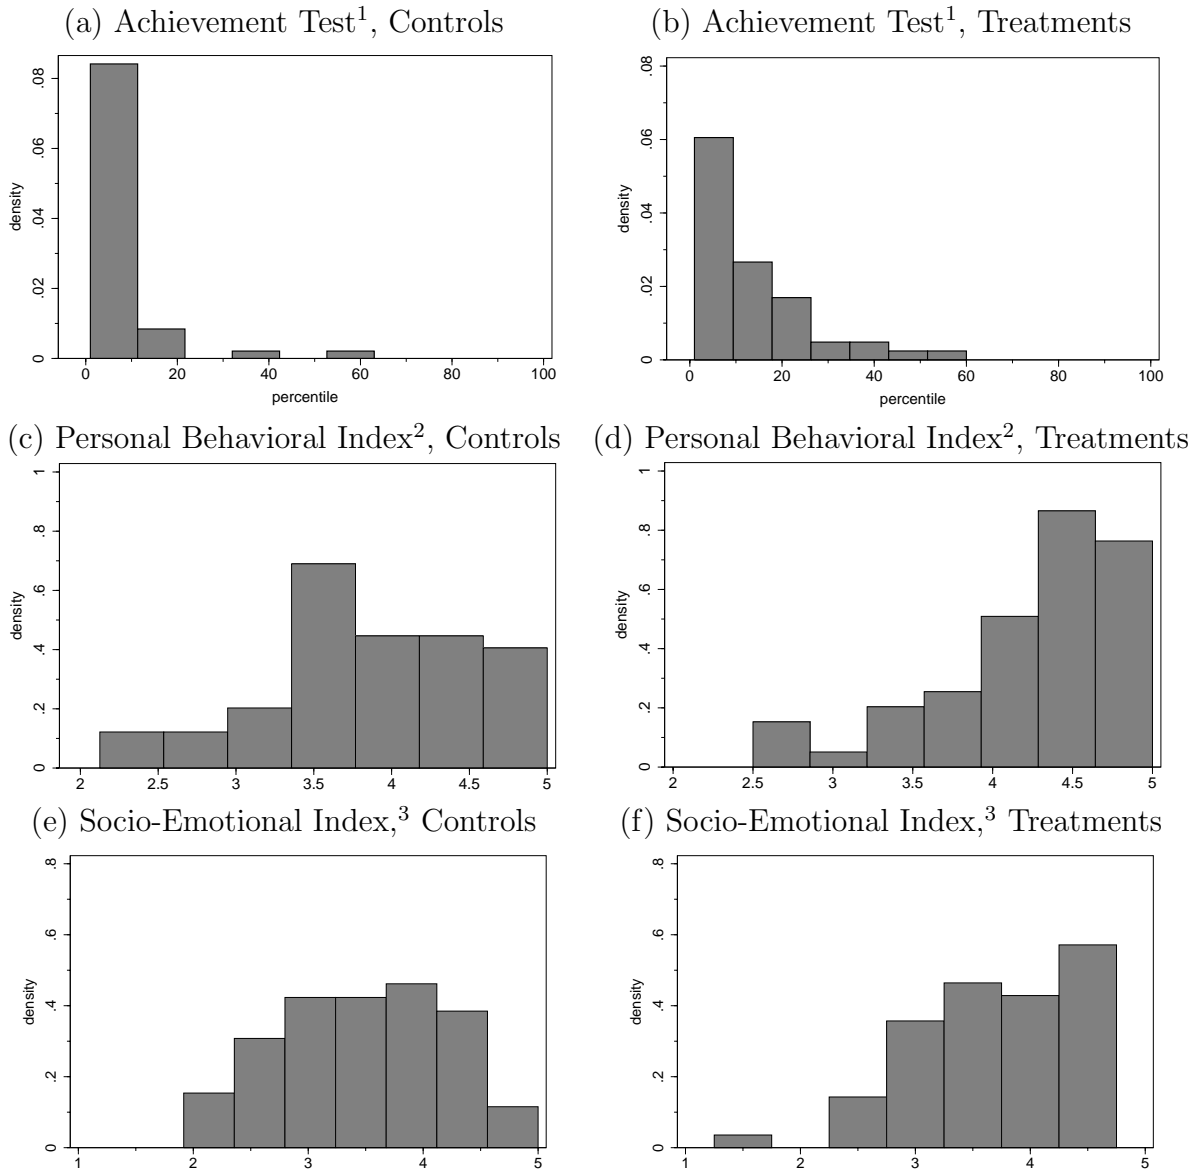 (a) Achievement Test¹, Controls
(b) Achievement Test¹, Treatments
density
0 .02 .04 .06 .08
0 20 40 60 80 100
percentile
density
0 .02 .04 .06 .08
0 20 40 60 80 100
percentile
(c) Personal Behavioral Index², Controls
(d) Personal Behavioral Index², Treatments
density
0 .2 .4 .6 .8 1
2 2.5 3 3.5 4 4.5 5
density
0 .2 .4 .6 .8 1
2 2.5 3 3.5 4 4.5 5
(e) Socio-Emotional Index,³ Controls
(f) Socio-Emotional Index,³ Treatments
density
0 .2 .4 .6 .8
1 2 3 4 5
density
0 .2 .4 .6 .8
1 2 3 4 5